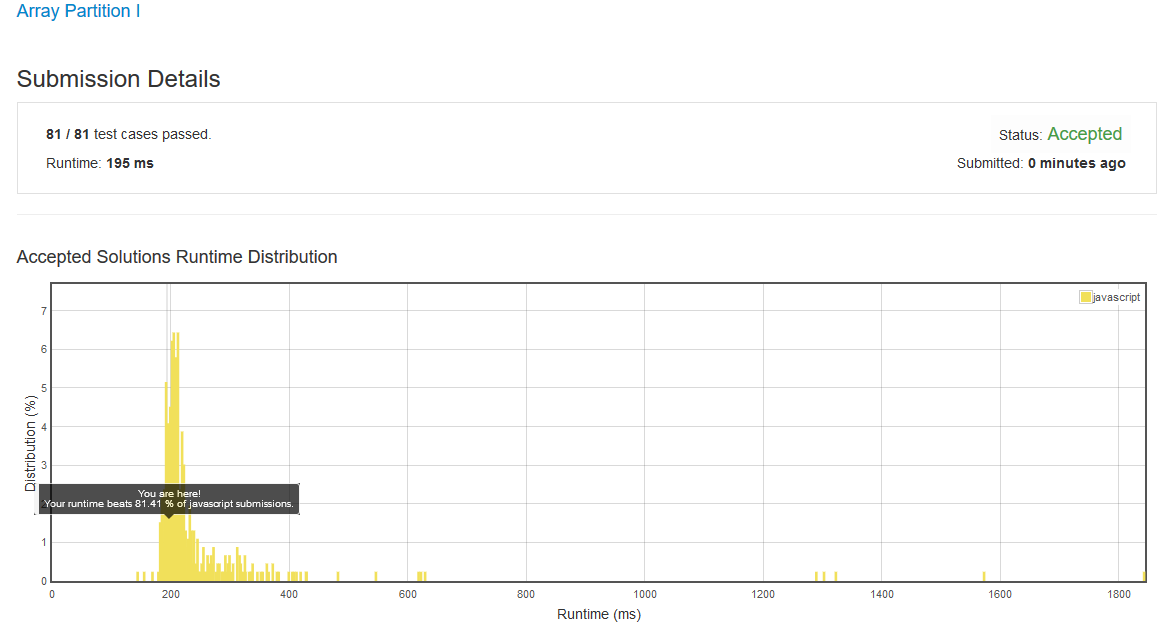 Array Partition I
Submission Details
81 / 81 test cases passed.
Status: Accepted
Runtime: 195 ms
Submitted: 0 minutes ago
Accepted Solutions Runtime Distribution
javascript
7
6
5
4
3
1
0
Distribution (%)
You are here!
Your runtime beats 81.41 % of javascript submissions.
0 200 400 600 800 1000 1200 1400 1600 1800
Runtime (ms)